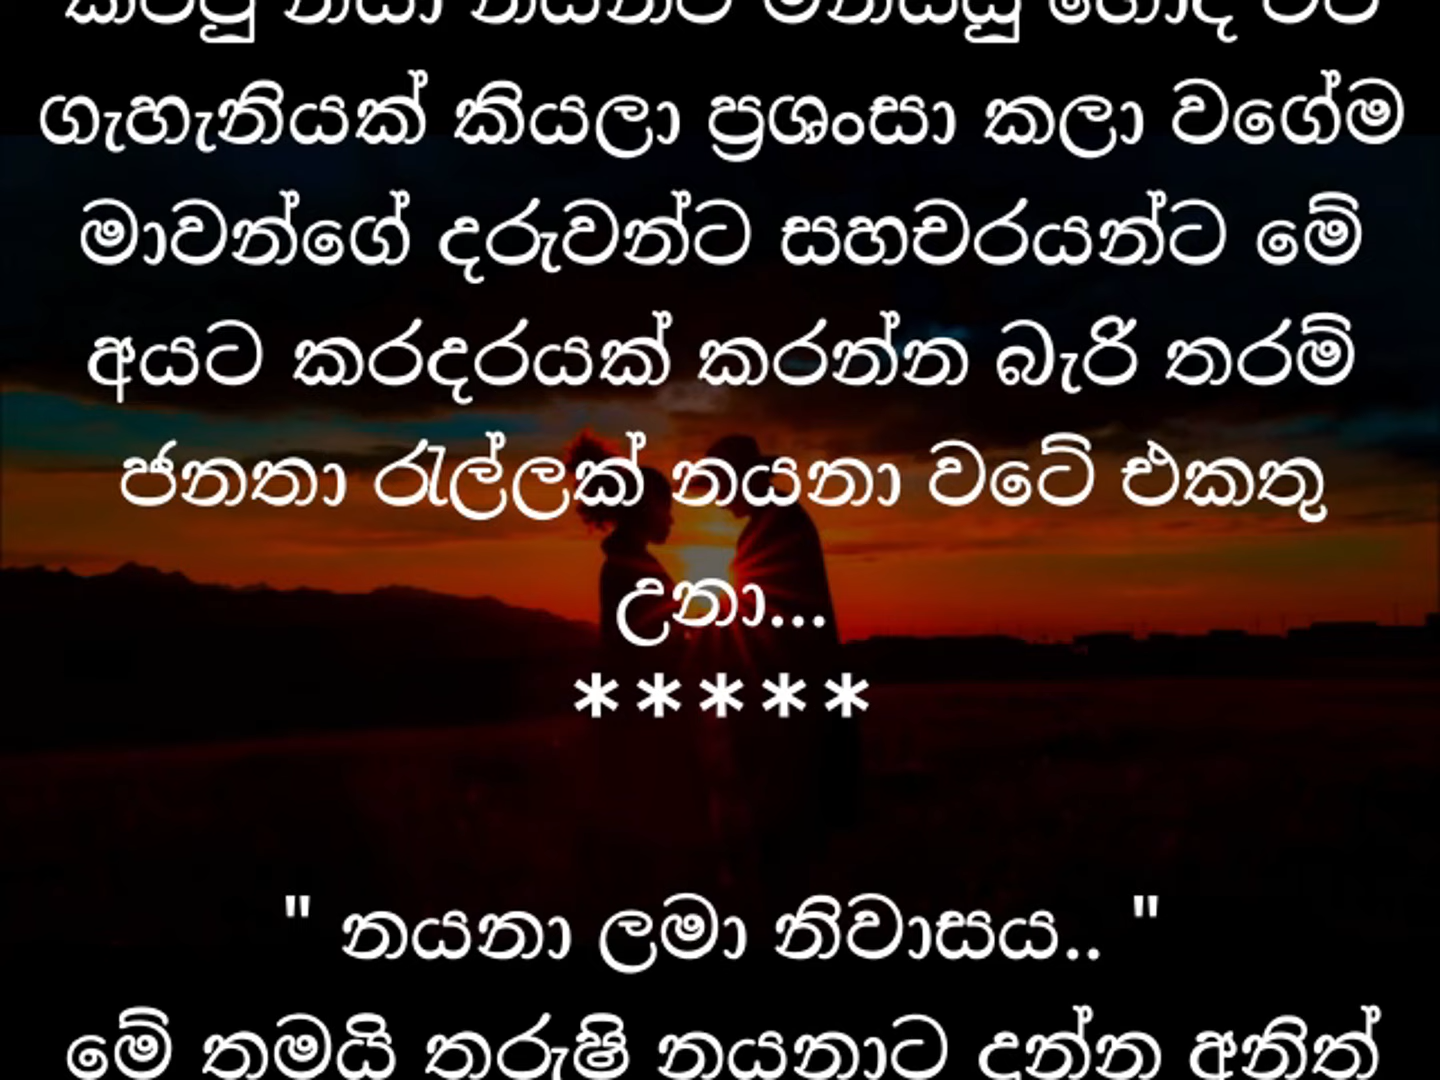 ගැහැනියක් කියලා ප්‍රශංසා කලා වගේම
මාවන්ගේ දරුවන්ට සහචරයන්ට මේ
අයට කරදරයක් කරන්න බැරි තරම්
ජනතා රැල්ලක් නයනා වටේ එකතු
උනා...
*****
" නයනා ලමා නිවාසය.. "
මේ තමයි තරුෂි නයනාට දුන්න අනිත්